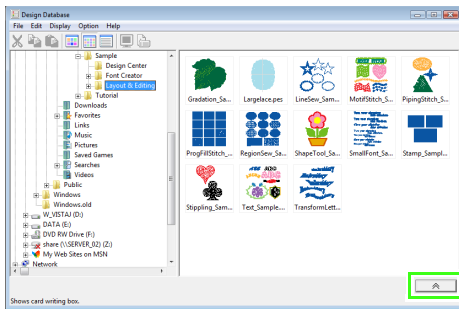 Design Database
File Edit Display Option Help
Sample
Design Center
Font Creator
Layout & Editing
Tutorial
Downloads
Favorites
Links
Music
Pictures
Saved Games
Searches
Videos
Public
Windows
Windows.old
W_VISTAJ (D:)
DATA (E:)
DVD RW Drive (F:)
share (\\SERVER_02) (Z:)
My Web Sites on MSN
Network
Gradation_Sa... Largelace.pes LineSew_Sam... MotifStitch_S... PipingStitch_S...
ProgFillStitch_... RegionSew_Sa... ShapeTool_Sa... SmallFont_Sa... Stamp_Sampl...
Stippling_Sam... Text_Sample.... TransformLett...
Shows card writing box.